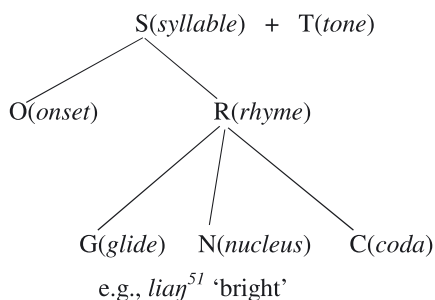 S(syllable) + T(tone)
O(onset) R(rhyme)
G(glide) N(nucleus) C(coda)
e.g., liaŋ⁵¹ ‘bright’